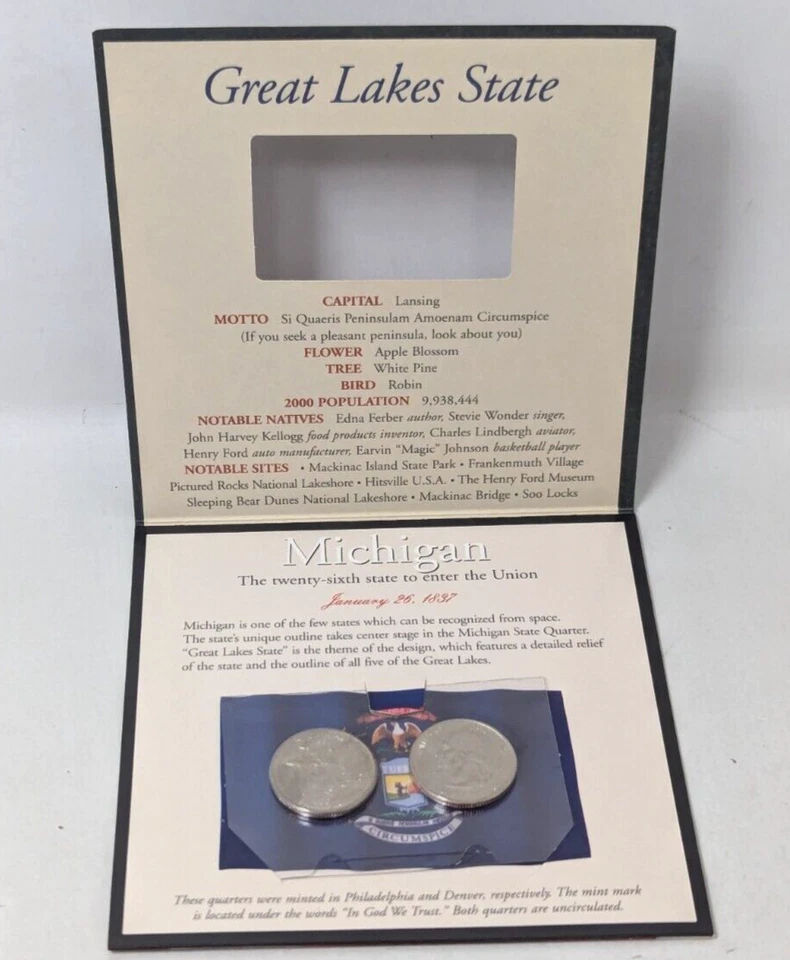 Great Lakes State
CAPITAL Lansing
MOTTO Si Quaeris Peninsulam Amoenam Circumspice
(If you seek a pleasant peninsula, look about you)
FLOWER Apple Blossom
TREE White Pine
BIRD Robin
2000 POPULATION 9,938,444
NOTABLE NATIVES Edna Ferber author, Stevie Wonder singer,
John Harvey Kellogg food products inventor, Charles Lindbergh aviator,
Henry Ford auto manufacturer, Earvin “Magic” Johnson basketball player
NOTABLE SITES • Mackinac Island State Park • Frankenmuth Village
Pictured Rocks National Lakeshore • Hitsville U.S.A. • The Henry Ford Museum
Sleeping Bear Dunes National Lakeshore • Mackinac Bridge • Soo Locks
Michigan
The twenty-sixth state to enter the Union
January 26, 1837
Michigan is one of the few states which can be recognized from space.
The state's unique outline takes center stage in the Michigan State Quarter.
“Great Lakes State” is the theme of the design, which features a detailed relief
of the state and the outline of all five of the Great Lakes.
CIRCUMSPICE
These quarters were minted in Philadelphia and Denver, respectively. The mint mark
is located under the words “In God We Trust.” Both quarters are uncirculated.